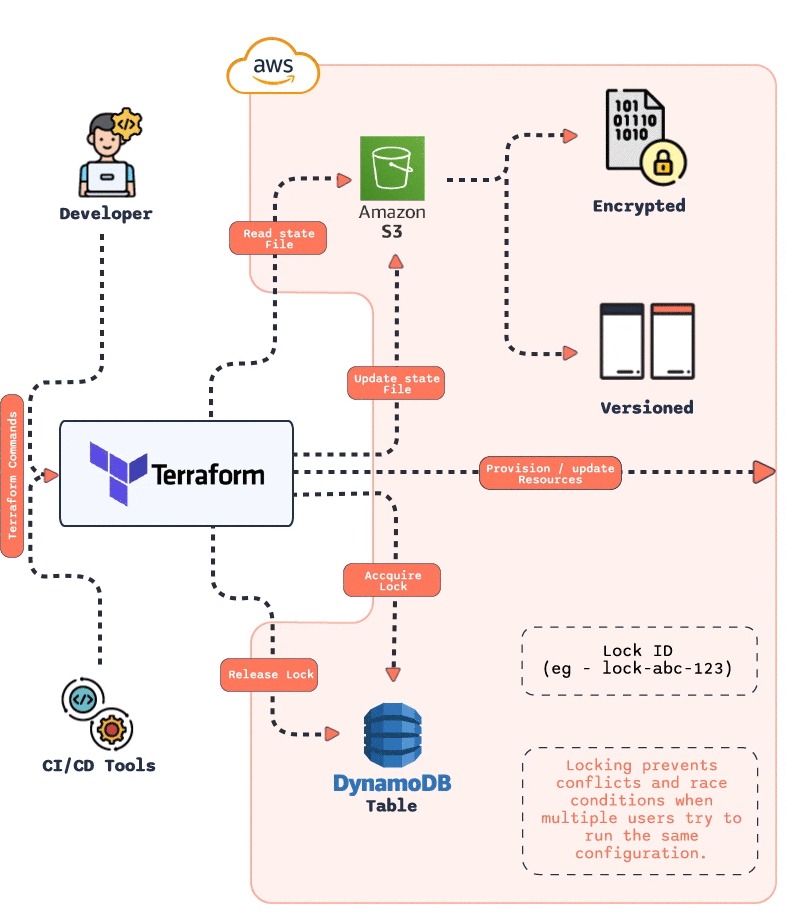 aws
101
01110
1010
Developer
Amazon
S3
Encrypted
Read state
File
Update state
File
Versioned
Terraform Commands
Terraform
Provision / update
Resources
Accquire
Lock
Lock ID
(eg - lock-abc-123)
Release Lock
CI/CD Tools
DynamoDB
Table
Locking prevents
conflicts and race
conditions when
multiple users try to
run the same
configuration.